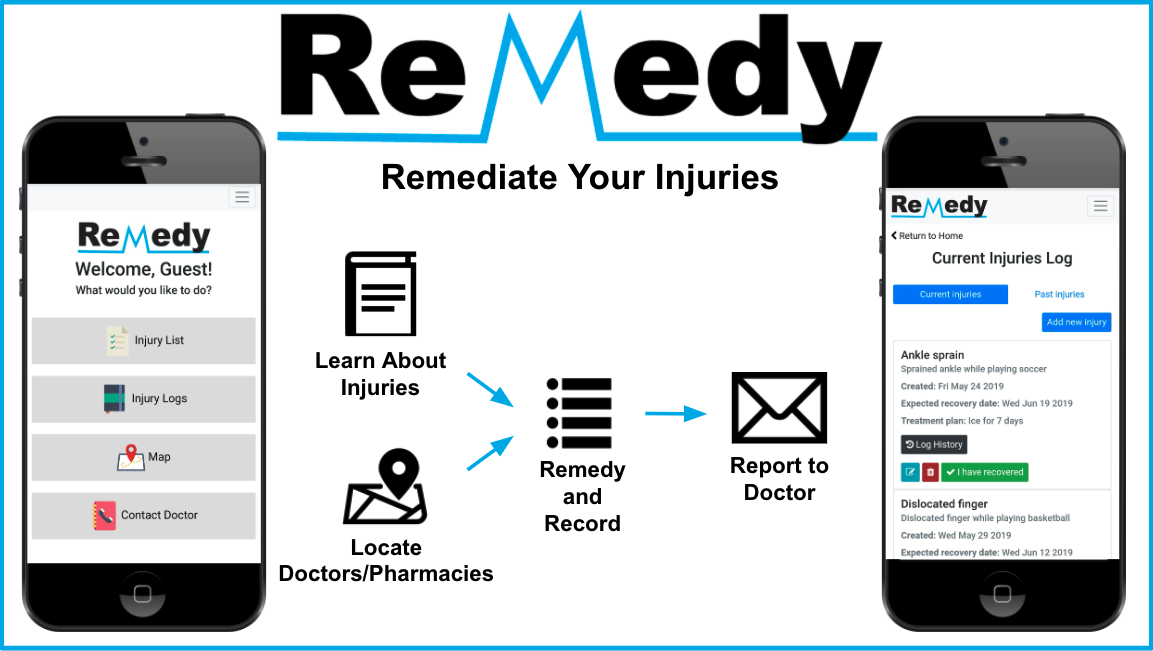 ReMedy
Remediate Your Injuries
ReMedy
Welcome, Guest!
What would you like to do?
Injury List
Injury Logs
Map
Contact Doctor
Learn About
Injuries
Locate
Doctors/Pharmacies
Remedy
and
Record
Report to
Doctor
ReMedy
Return to Home
Current Injuries Log
Current injuries
Past injuries
Add new injury
Ankle sprain
Sprained ankle while playing soccer
Created: Fri May 24 2019
Expected recovery date: Wed Jun 19 2019
Treatment plan: Ice for 7 days
Log History
I have recovered
Dislocated finger
Dislocated finger while playing basketball
Created: Wed May 29 2019
Expected recovery date: Wed Jun 12 2019